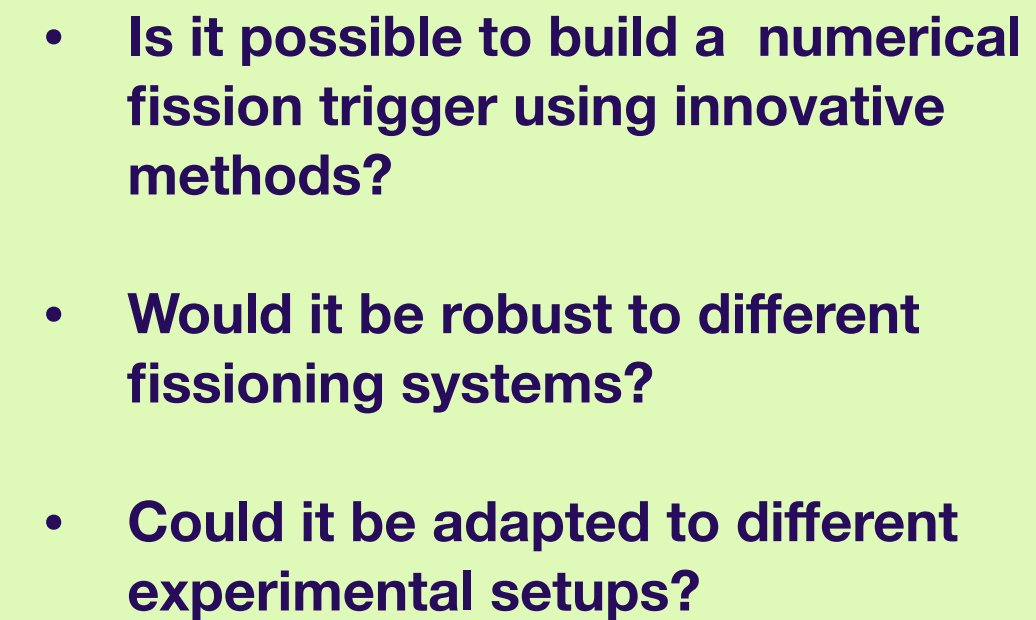 • Is it possible to build a  numerical
fission trigger using innovative
methods?
• Would it be robust to different
fissioning systems?
• Could it be adapted to different
experimental setups?